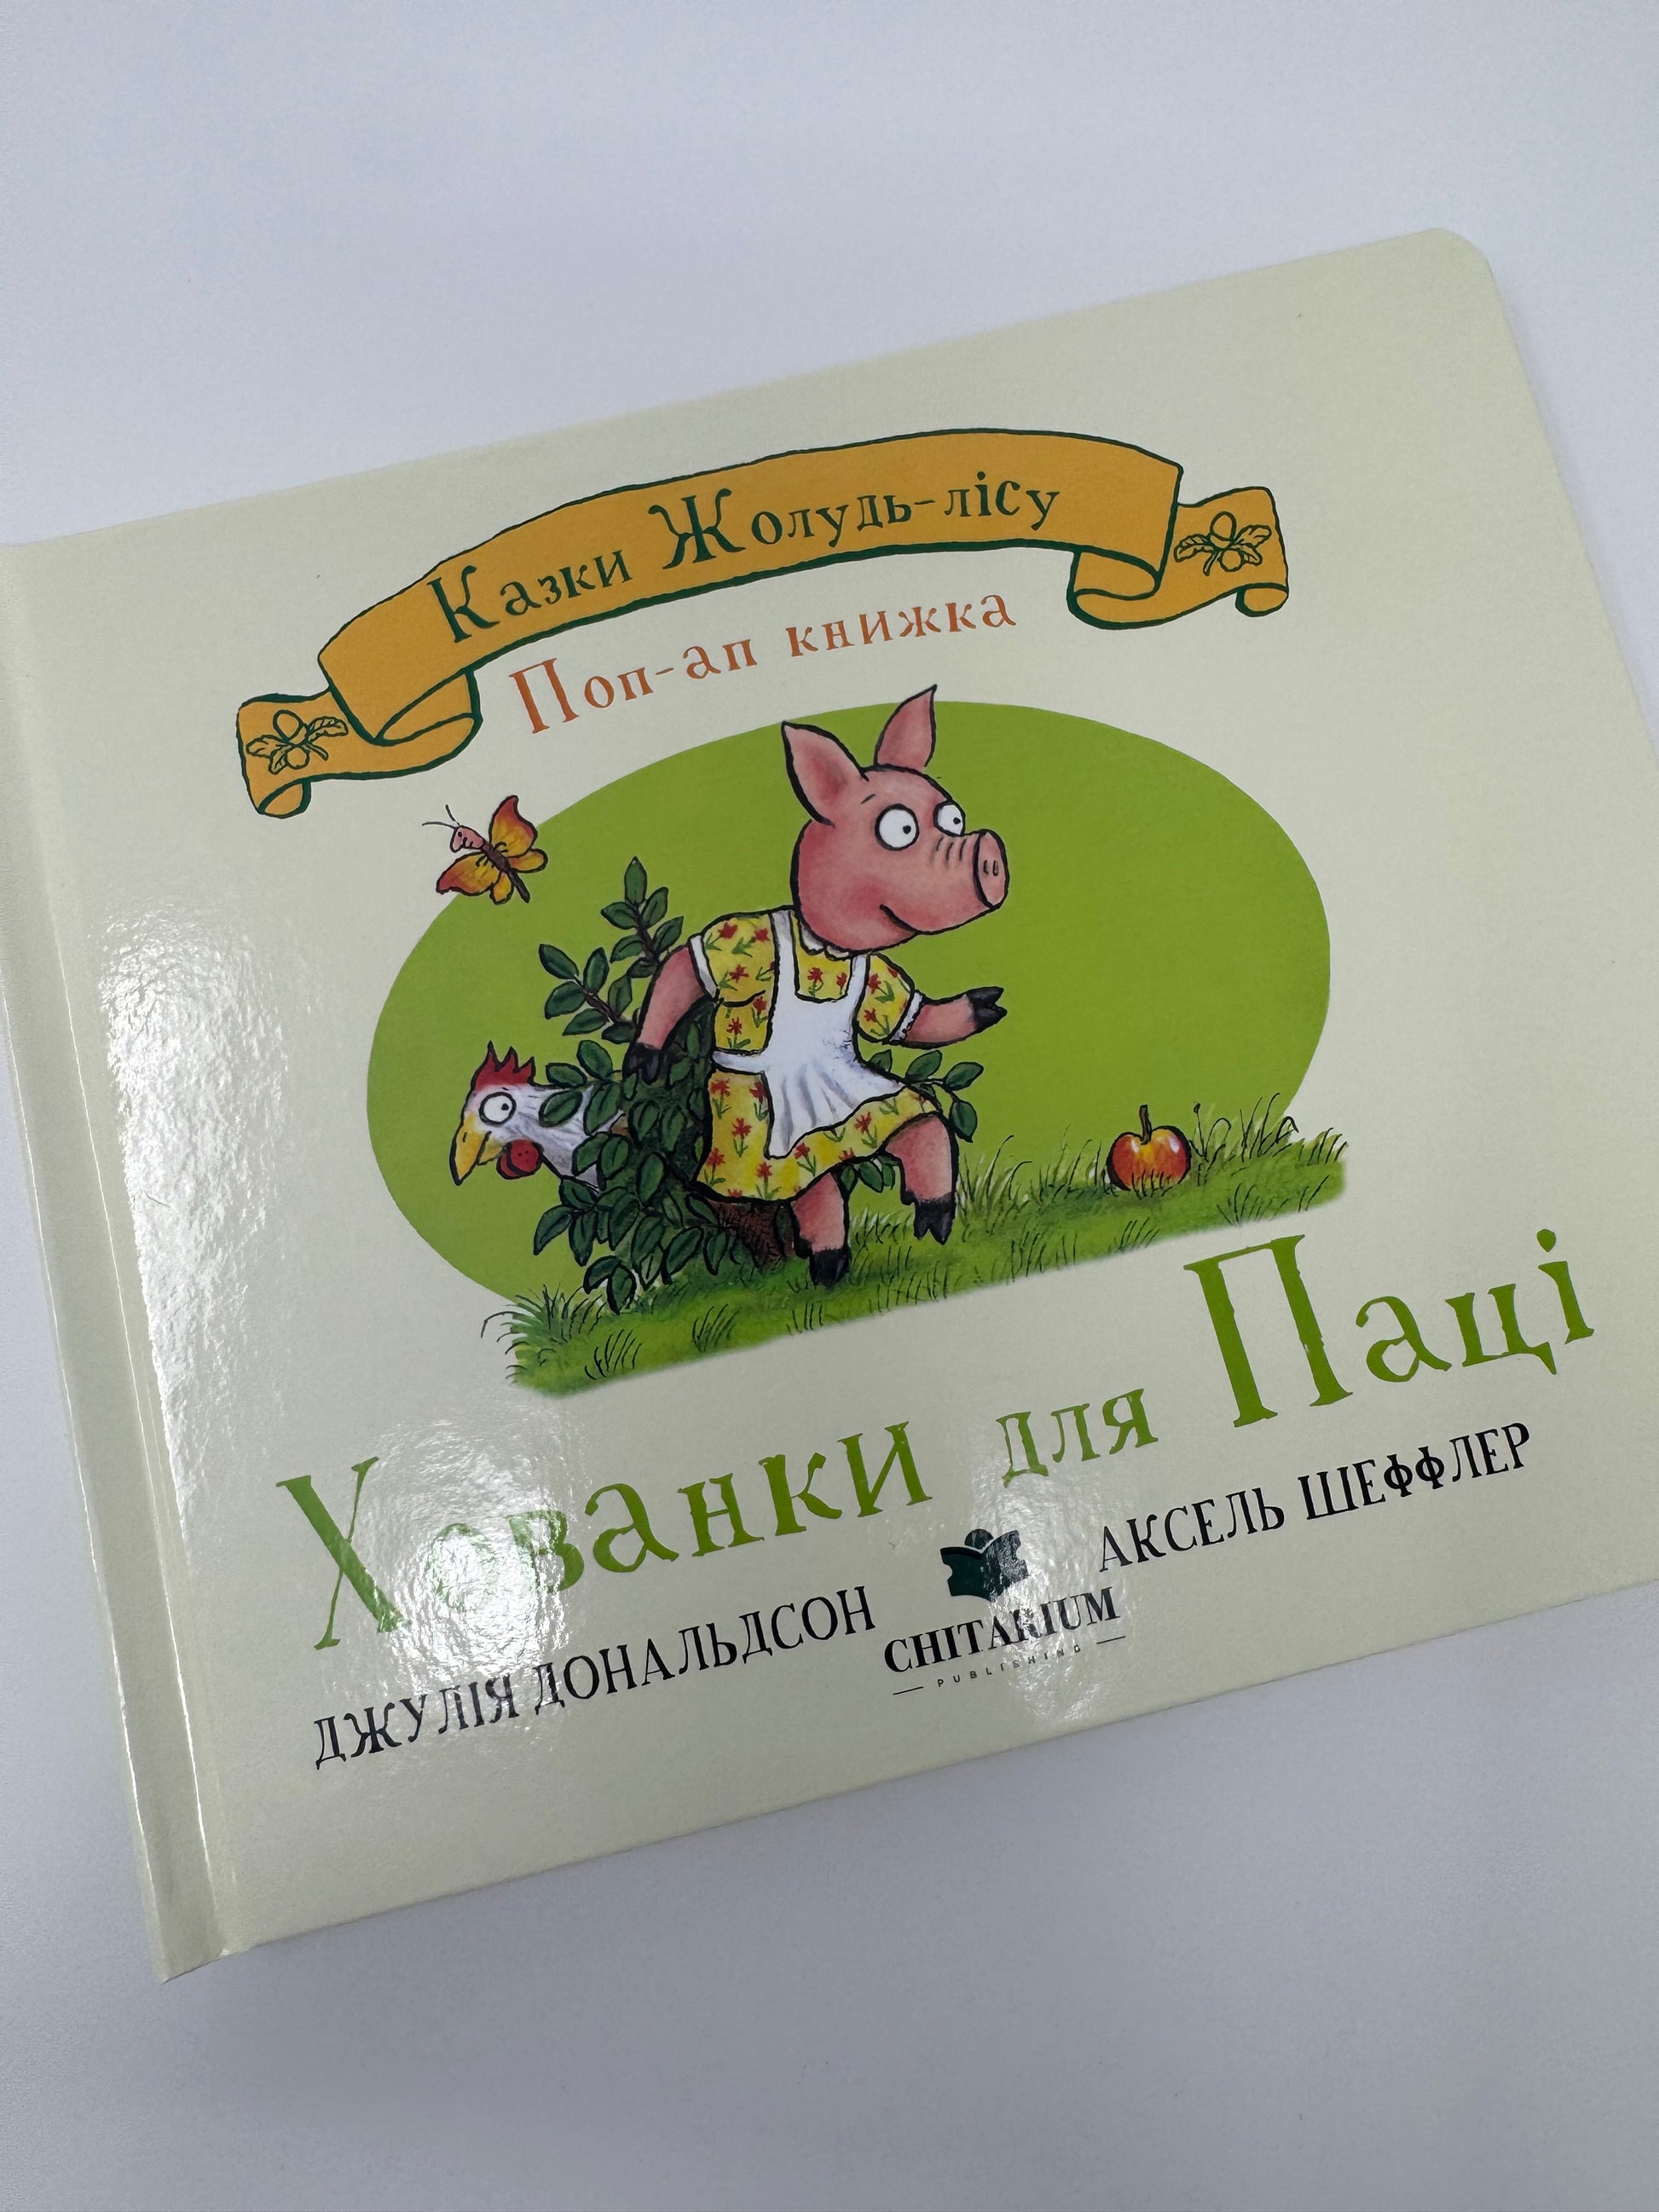 Казки Жолудь-лісу
Поп-ап книжка
Хованки для Паці
ДЖУЛІЯ ДОНАЛЬДСОН
АКСЕЛЬ ШЕФФЛЕР
CHITARIUM
PUBLISHING